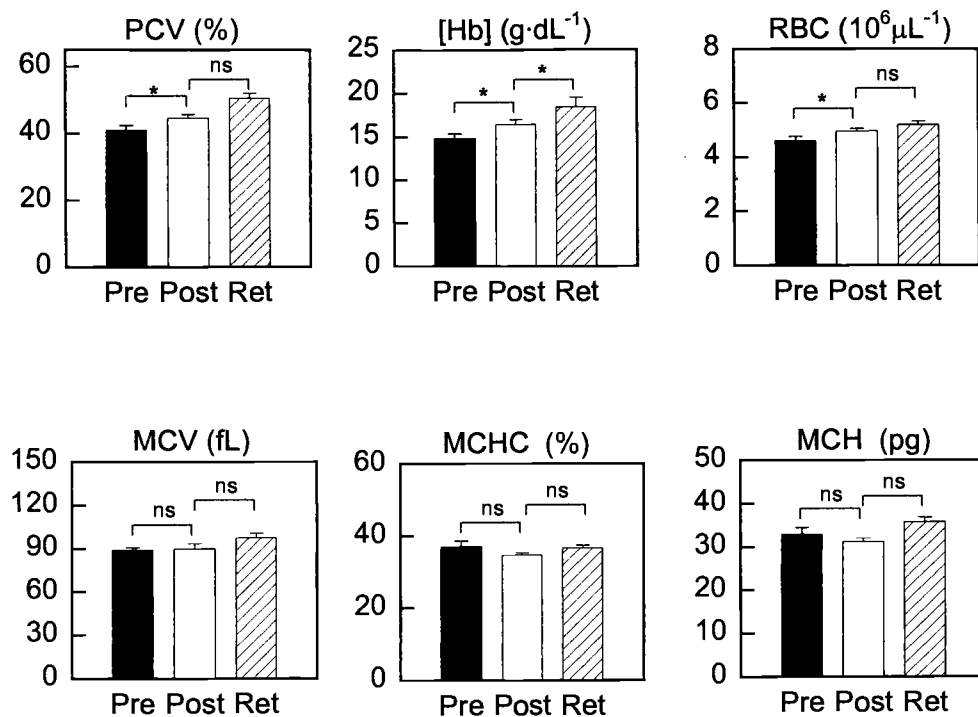 PCV (%)
60
40
20
0
*
ns
Pre Post Ret
[Hb] (g·dL⁻¹)
25
20
15
10
5
0
*
*
Pre Post Ret
RBC (10⁶μL⁻¹)
8
6
4
2
0
*
ns
Pre Post Ret
MCV (fL)
150
120
90
60
30
0
ns
ns
Pre Post Ret
MCHC (%)
60
40
20
0
ns
ns
Pre Post Ret
MCH (pg)
50
40
30
20
10
0
ns
ns
Pre Post Ret